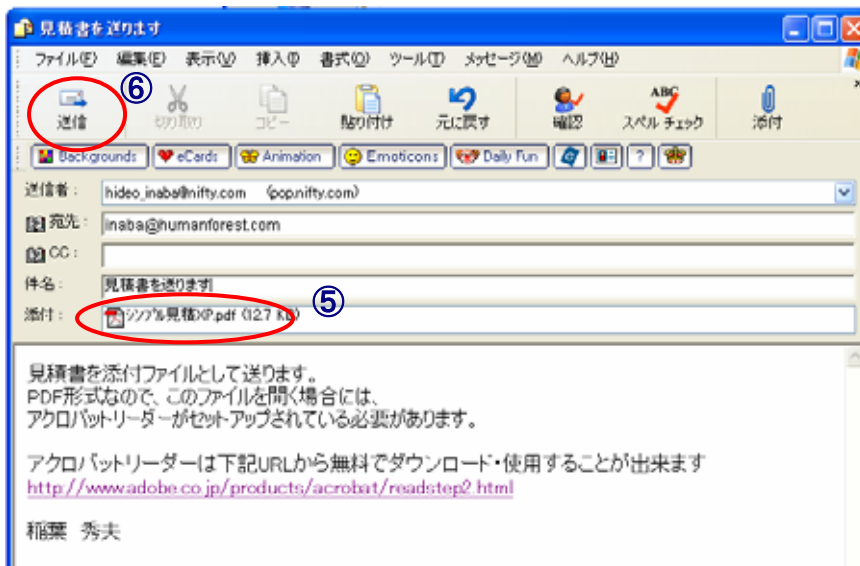 見積書を送ります
ファイル(F) 編集(E) 表示(V) 挿入(I) 書式(O) ツール(T) メッセージ(M) ヘルプ(H)
⑥
送信 切り取り コピー 貼り付け 元に戻す 確認 スペル チェック 添付
Backgrounds eCards Animation Emoticons Daily Fun ?
送信者: hideo_inaba@nifty.com (pop.nifty.com)
宛先: inaba@humanforest.com
CC:
件名: 見積書を送ります
⑤
添付: シンプル見積XP.pdf (12.7 KB)
見積書を添付ファイルとして送ります。
PDF形式なので、このファイルを開く場合には、
アクロバットリーダーがセットアップされている必要があります。
アクロバットリーダーは下記URLから無料でダウンロード・使用することが出来ます
http://www.adobe.co.jp/products/acrobat/readstep2.html
稲葉 秀夫